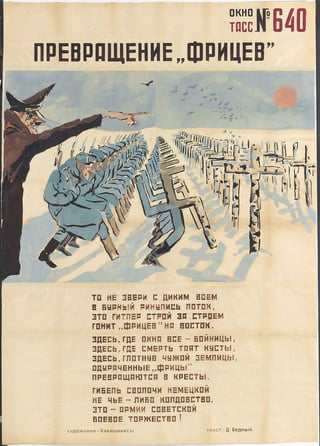 ОКНО
ТАСС № 640
ПРЕВРАЩЕНИЕ „ФРИЦЕВ”
ТО НЕ ЗВЕРИ С ДИКИМ ВОЕМ
В БУРНЫЙ РИНУЛИСЬ ПОТОК,
ЭТО ГИТЛЕР СТРОЙ ЗА СТРОЕМ
ГОНИТ „ФРИЦЕВ” НА ВОСТОК.
ЗДЕСЬ, ГДЕ ОКНА ВСЕ – БОЙНИЦЫ,
ЗДЕСЬ, ГДЕ СМЕРТЬ ТАЯТ КУСТЫ,
ЗДЕСЬ, ГЛОТНУВ ЧУЖОЙ ЗЕМЛИЦЫ,
ОДУРАЧЕННЫЕ „ФРИЦЫ”
ПРЕВРАЩАЮТСЯ В КРЕСТЫ.
ГИБЕЛЬ СВОЛОЧИ НЕМЕЦКОЙ
НЕ ЧЬЕ – ЛИБО КОЛДОВСТВО,
ЭТО – АРМИИ СОВЕТСКОЙ
БОЕВОЕ ТОРЖЕСТВО!
ХУДОЖНИКИ – КУКРЫНИКСЫ
ТЕКСТ – Д. БЕДНЫЙ